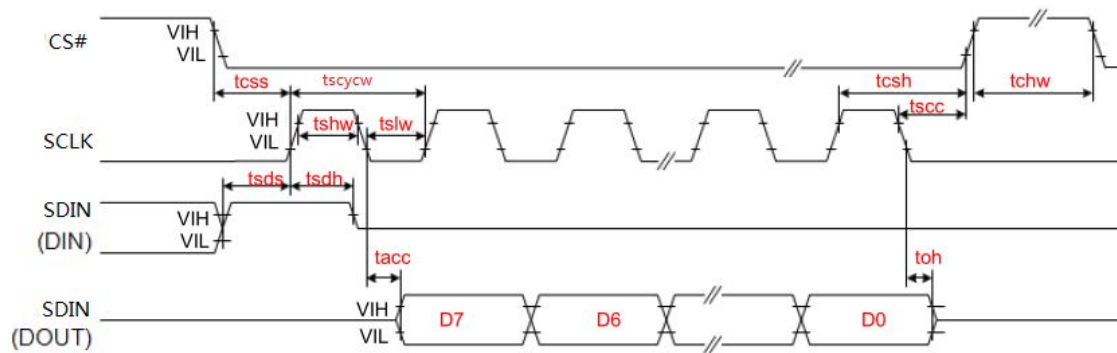 CS#
VIH
VIL
tcss
tscycw
tcsh
tchw
tscc
SCLK
VIH
VIL
tshw
tslw
tsds
tsdh
SDIN
(DIN)
VIH
VIL
tacc
toh
SDIN
(DOUT)
VIH
VIL
D7
D6
D0